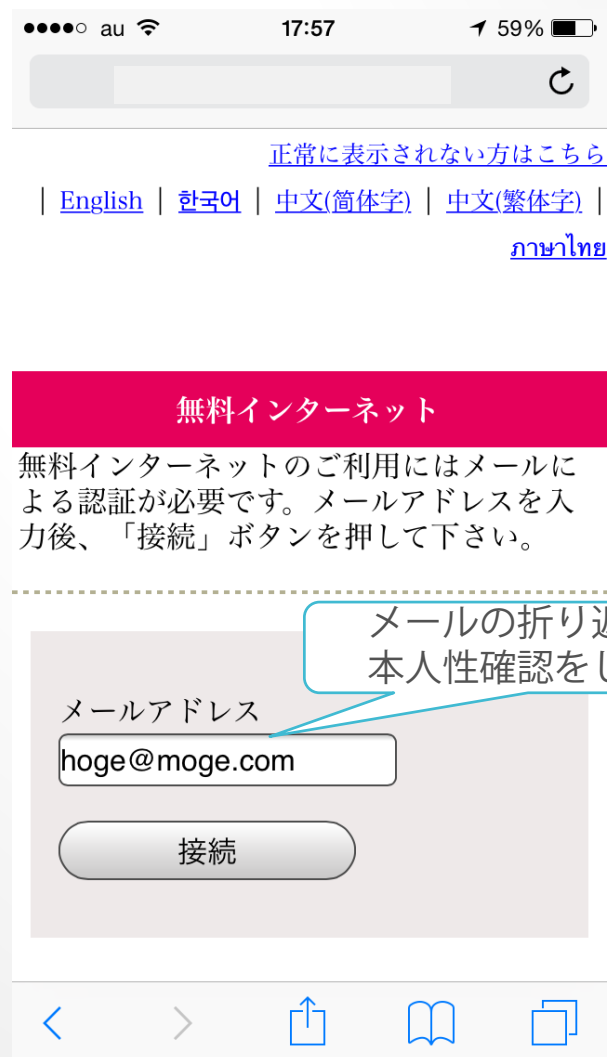 au 17:57 59%
正常に表示されない方はこちら
| English | 한국어 | 中文(简体字) | 中文(繁体字) |
ภาษาไทย
無料インターネット
無料インターネットのご利用にはメールに
よる認証が必要です。メールアドレスを入
力後、「接続」ボタンを押して下さい。
メールの折り返
本人性確認をし
メールアドレス
hoge@moge.com
接続